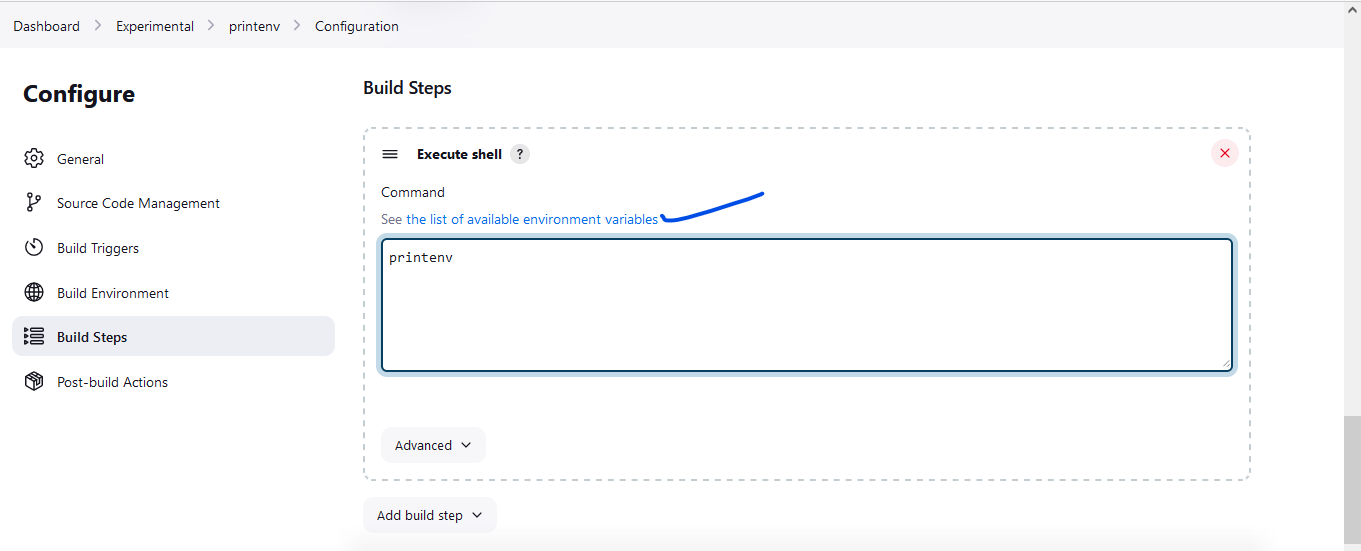 Dashboard > Experimental > printenv > Configuration
Configure
General
Source Code Management
Build Triggers
Build Environment
Build Steps
Post-build Actions
Build Steps
Execute shell ?
Command
See the list of available environment variables
printenv
Advanced
Add build step